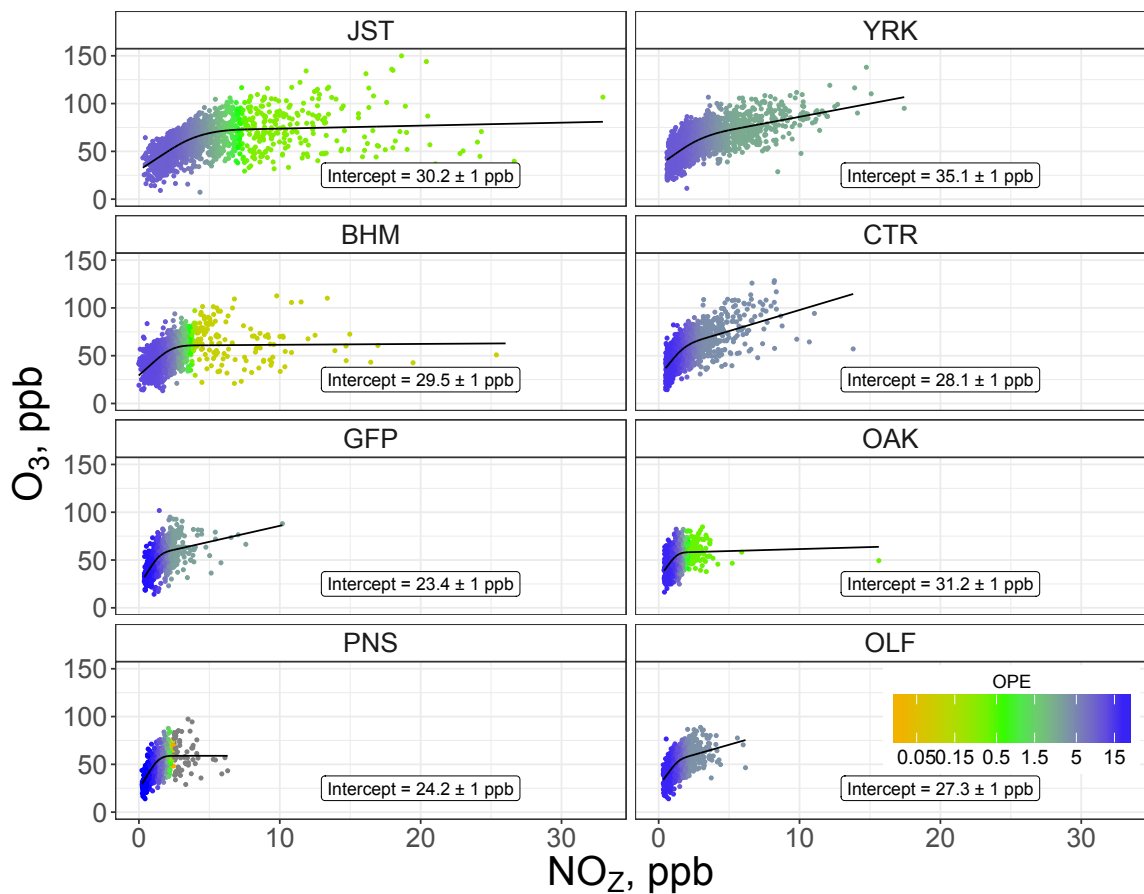 JST
YRK
150
100
50
0
Intercept = 30.2 ± 1 ppb
Intercept = 35.1 ± 1 ppb
BHM
CTR
150
100
50
0
Intercept = 29.5 ± 1 ppb
Intercept = 28.1 ± 1 ppb
GFP
OAK
150
100
50
0
Intercept = 23.4 ± 1 ppb
Intercept = 31.2 ± 1 ppb
PNS
OLF
150
100
50
0
Intercept = 24.2 ± 1 ppb
OPE
0.05 0.15 0.5 1.5 5 15
Intercept = 27.3 ± 1 ppb
0 10 20 30
0 10 20 30
O₃, ppb
NO_Z, ppb